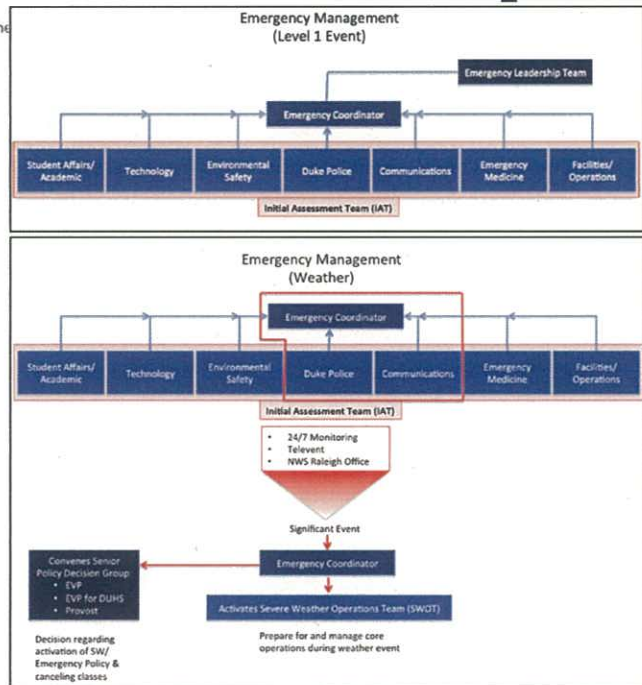 Emergency Management
(Level 1 Event)
Emergency Leadership Team
Emergency Coordinator
Student Affairs/
Academic
Technology
Environmental
Safety
Duke Police
Communications
Emergency
Medicine
Facilities/
Operations
Initial Assessment Team (IAT)
Emergency Management
(Weather)
Emergency Coordinator
Student Affairs/
Academic
Technology
Environmental
Safety
Duke Police
Communications
Emergency
Medicine
Facilities/
Operations
Initial Assessment Team (IAT)
• 24/7 Monitoring
• Televent
• NWS Raleigh Office
Significant Event
Convenes Senior
Policy Decision Group
• EVP
• EVP for DUHS
• Provost
Emergency Coordinator
Activates Severe Weather Operations Team (SWOT)
Decision regarding
activation of SW/
Emergency Policy &
canceling classes
Prepare for and manage core
operations during weather event